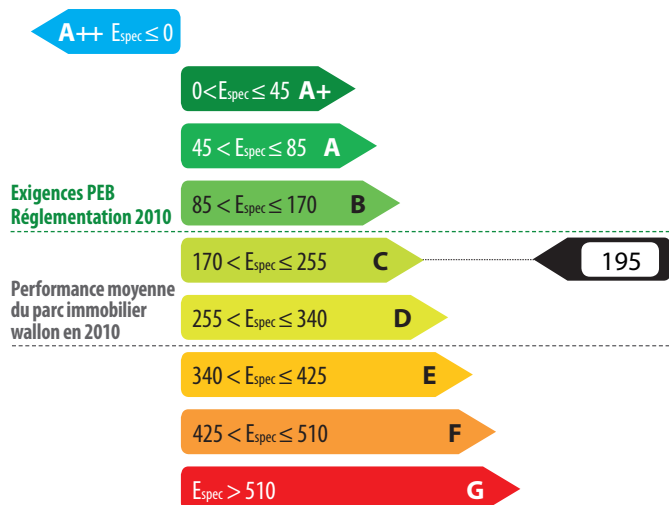 A++ Espec ≤ 0
0 < Espec ≤ 45 A+
45 < Espec ≤ 85 A
Exigences PEB
Réglementation 2010
85 < Espec ≤ 170 B
170 < Espec ≤ 255 C
195
Performance moyenne
du parc immobilier
wallon en 2010
255 < Espec ≤ 340 D
340 < Espec ≤ 425 E
425 < Espec ≤ 510 F
Espec > 510 G